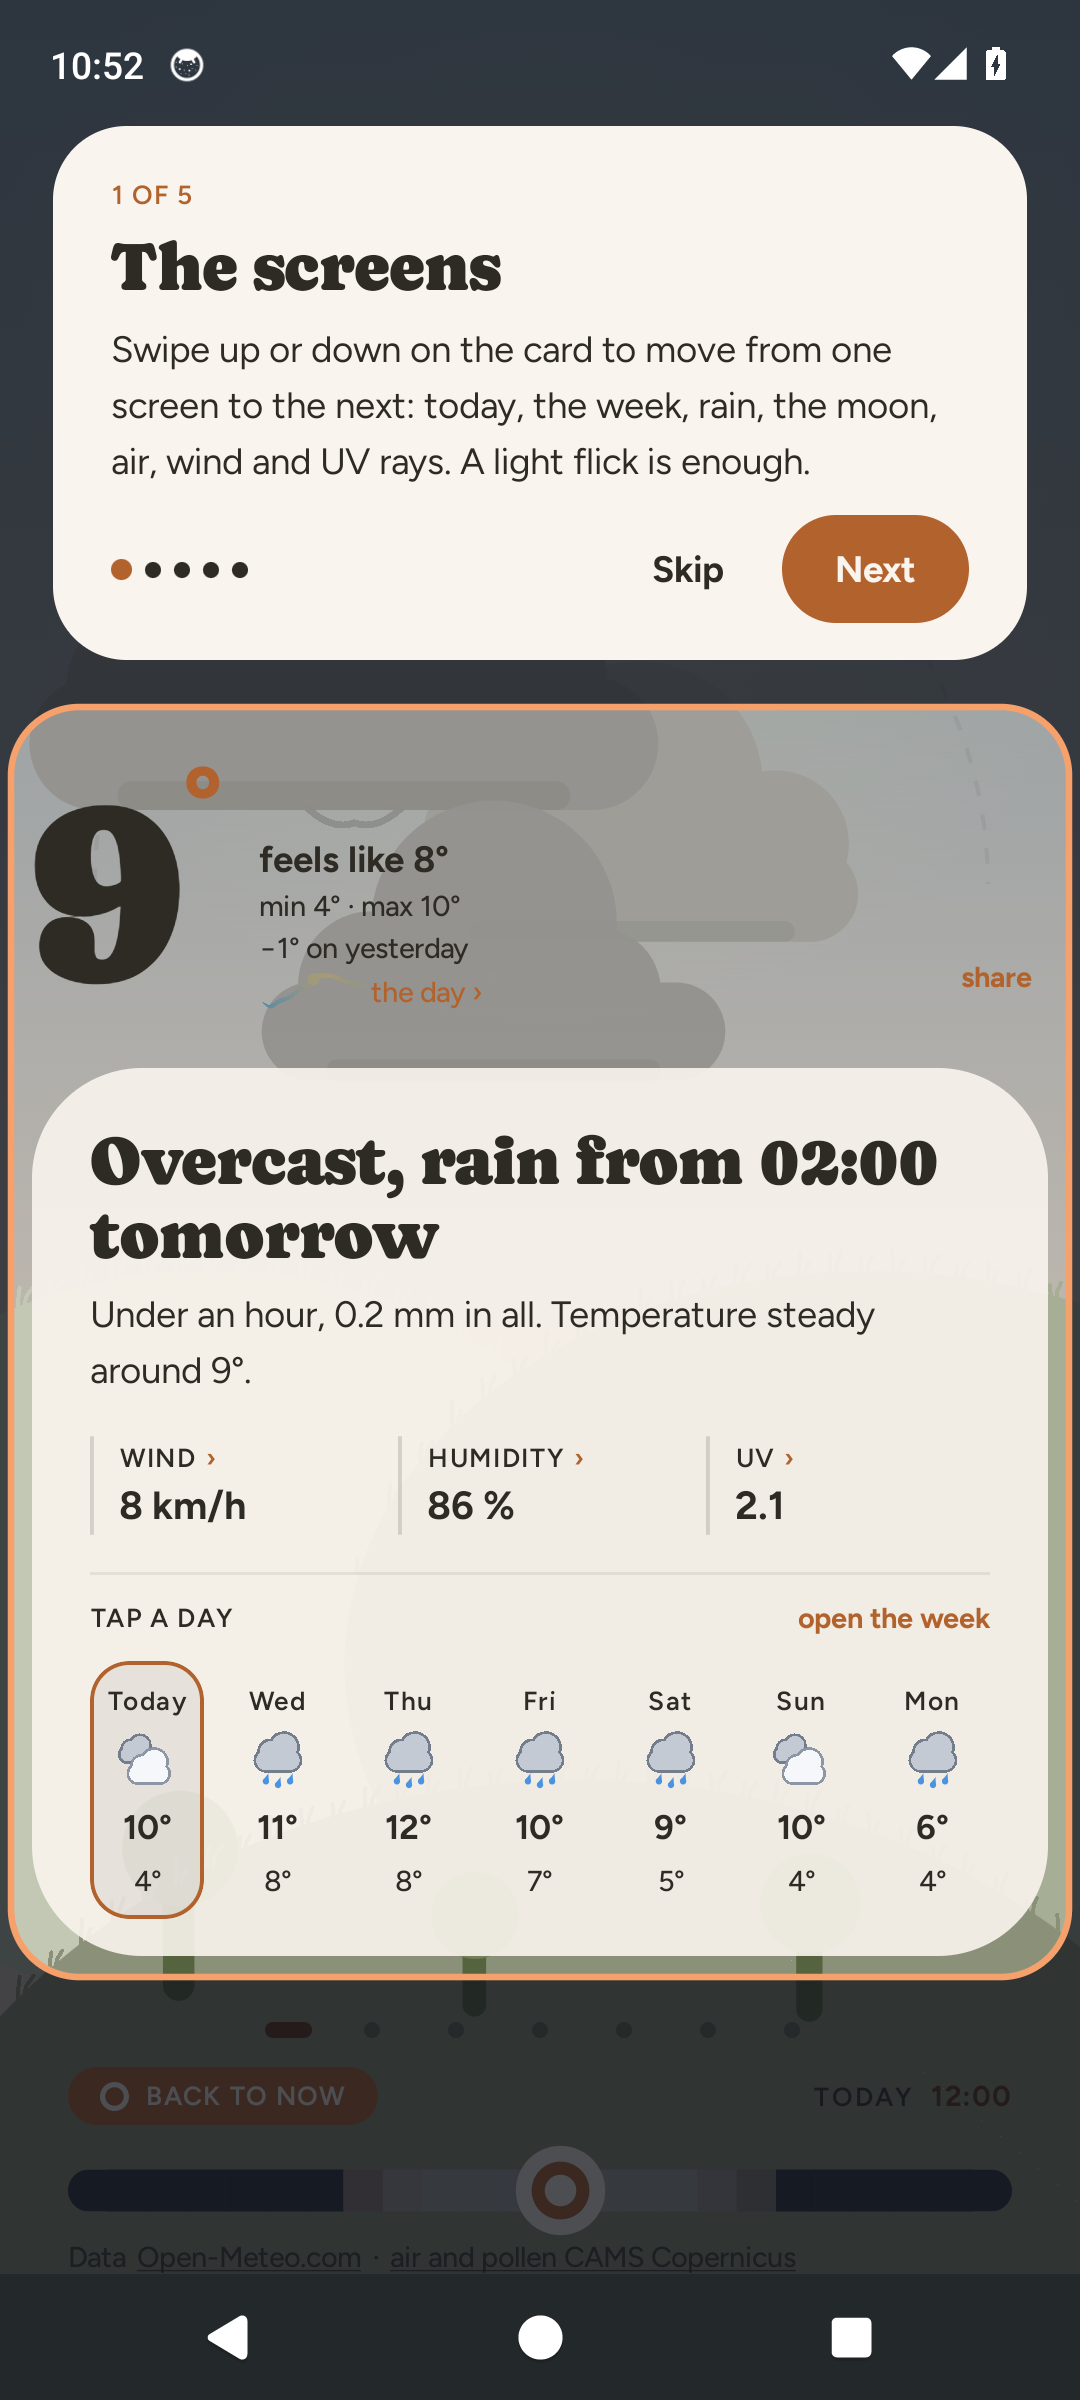 10:52
1 OF 5
The screens
Swipe up or down on the card to move from one
screen to the next: today, the week, rain, the moon,
air, wind and UV rays. A light flick is enough.
Skip
Next
9
feels like 8°
min 4° · max 10°
−1° on yesterday
the day ›
share
Overcast, rain from 02:00
tomorrow
Under an hour, 0.2 mm in all. Temperature steady
around 9°.
WIND › HUMIDITY › UV ›
8 km/h 86 % 2.1
TAP A DAY open the week
Today Wed Thu Fri Sat Sun Mon
10° 11° 12° 10° 9° 10° 6°
4° 8° 8° 7° 5° 4° 4°
BACK TO NOW TODAY 12:00
Data Open-Meteo.com · air and pollen CAMS Copernicus